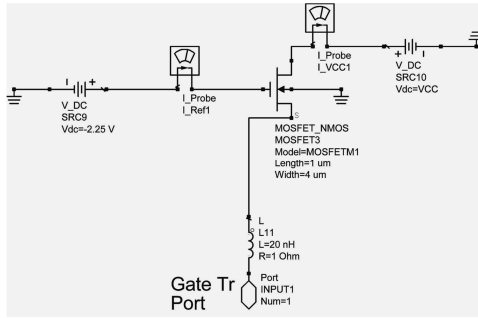 I_Probe
I_VCC1
+
-
V_DC
SRC10
Vdc=VCC
-
+
V_DC
SRC9
Vdc=-2.25 V
I_Probe
I_Ref1
S
MOSFET_NMOS
MOSFET3
Model=MOSFETM1
Length=1 um
Width=4 um
L
L11
L=20 nH
R=1 Ohm
Gate Tr
Port
Port
INPUT1
Num=1